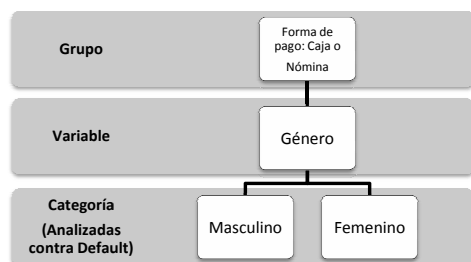 Grupo
Forma de
pago: Caja o
Nómina
Variable
Género
Categoría
(Analizadas
contra Default)
Masculino
Femenino